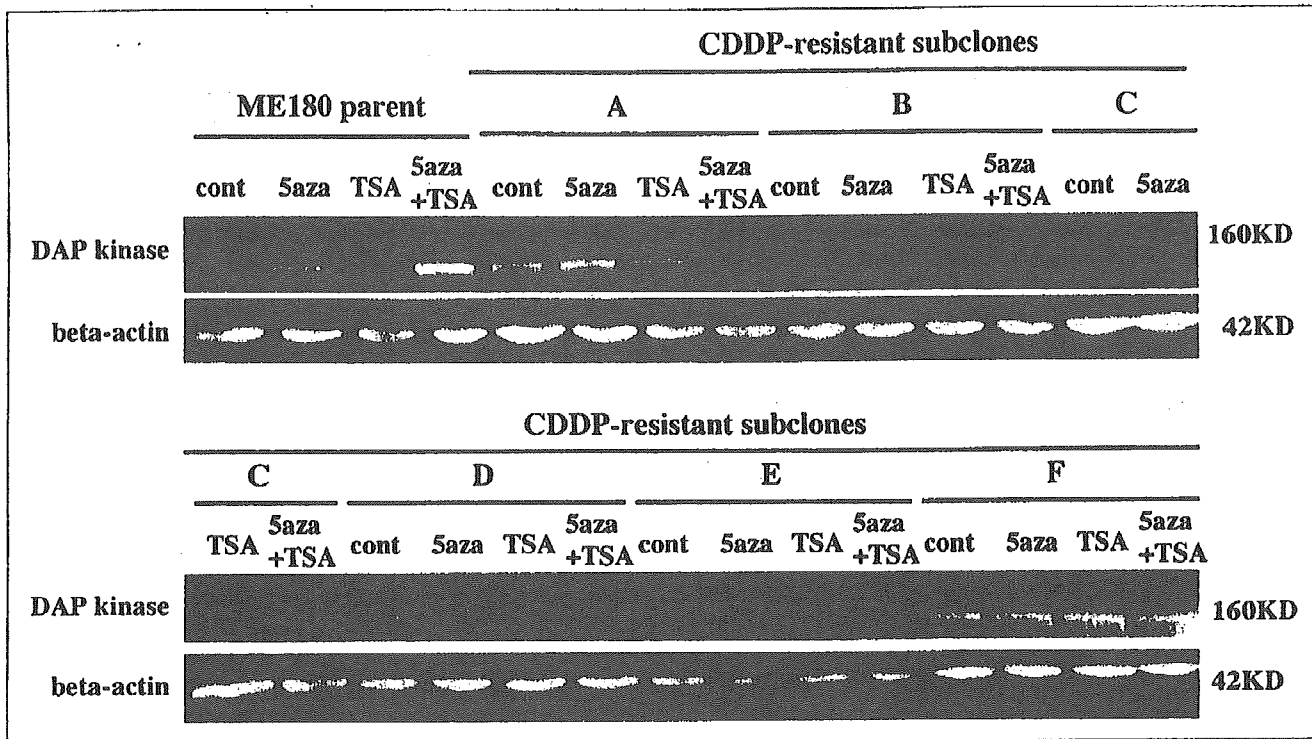 CDDP-resistant subclones
ME180 parent A B C
cont 5aza TSA 5aza +TSA cont 5aza TSA 5aza +TSA cont 5aza TSA 5aza +TSA cont 5aza
DAP kinase 160KD
beta-actin 42KD
CDDP-resistant subclones
C D E F
TSA 5aza +TSA cont 5aza TSA 5aza +TSA cont 5aza TSA 5aza +TSA cont 5aza TSA 5aza +TSA
DAP kinase 160KD
beta-actin 42KD